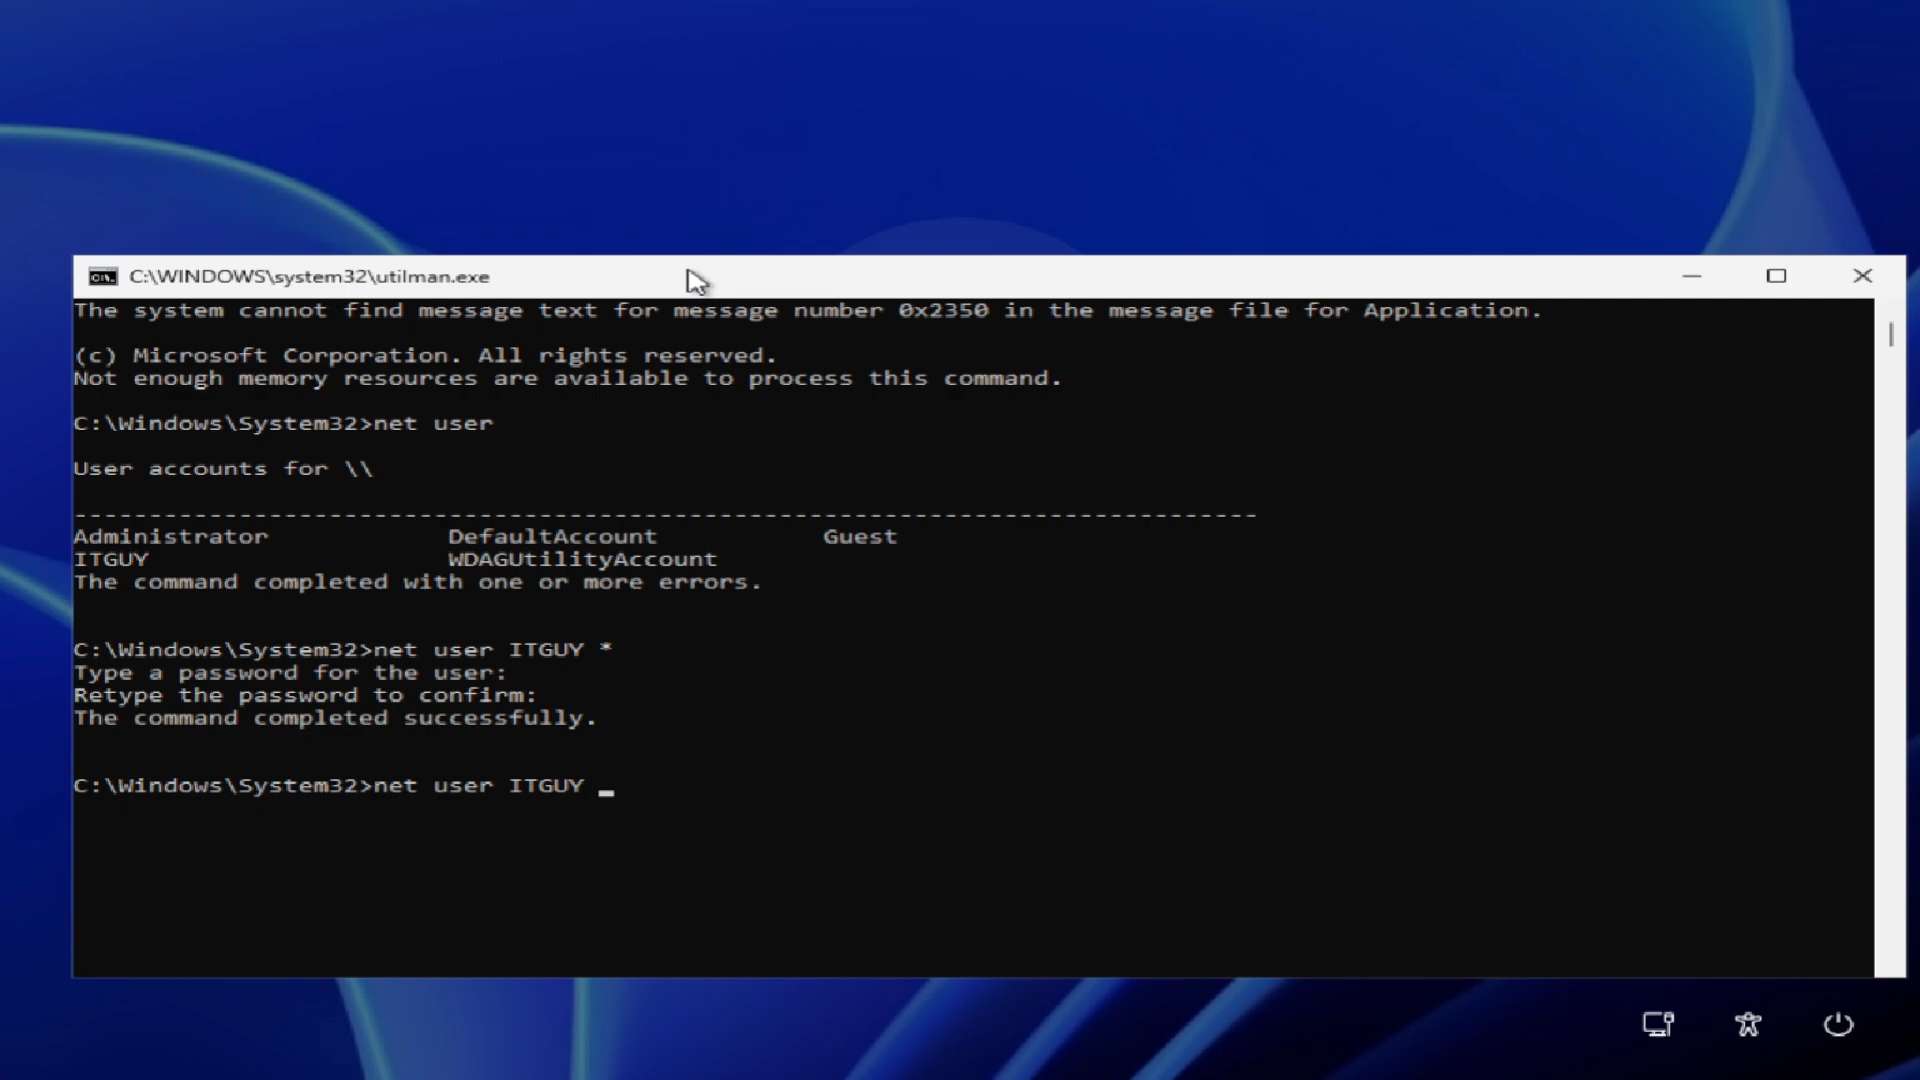 C:\WINDOWS\system32\utilman.exe
The system cannot find message text for message number 0x2350 in the message file for Application.
(c) Microsoft Corporation. All rights reserved.
Not enough memory resources are available to process this command.
C:\Windows\System32>net user
User accounts for \\
-------------------------------------------------------------------------------
Administrator            DefaultAccount           Guest
ITGUY                    WDAGUtilityAccount
The command completed with one or more errors.
C:\Windows\System32>net user ITGUY *
Type a password for the user:
Retype the password to confirm:
The command completed successfully.
C:\Windows\System32>net user ITGUY _